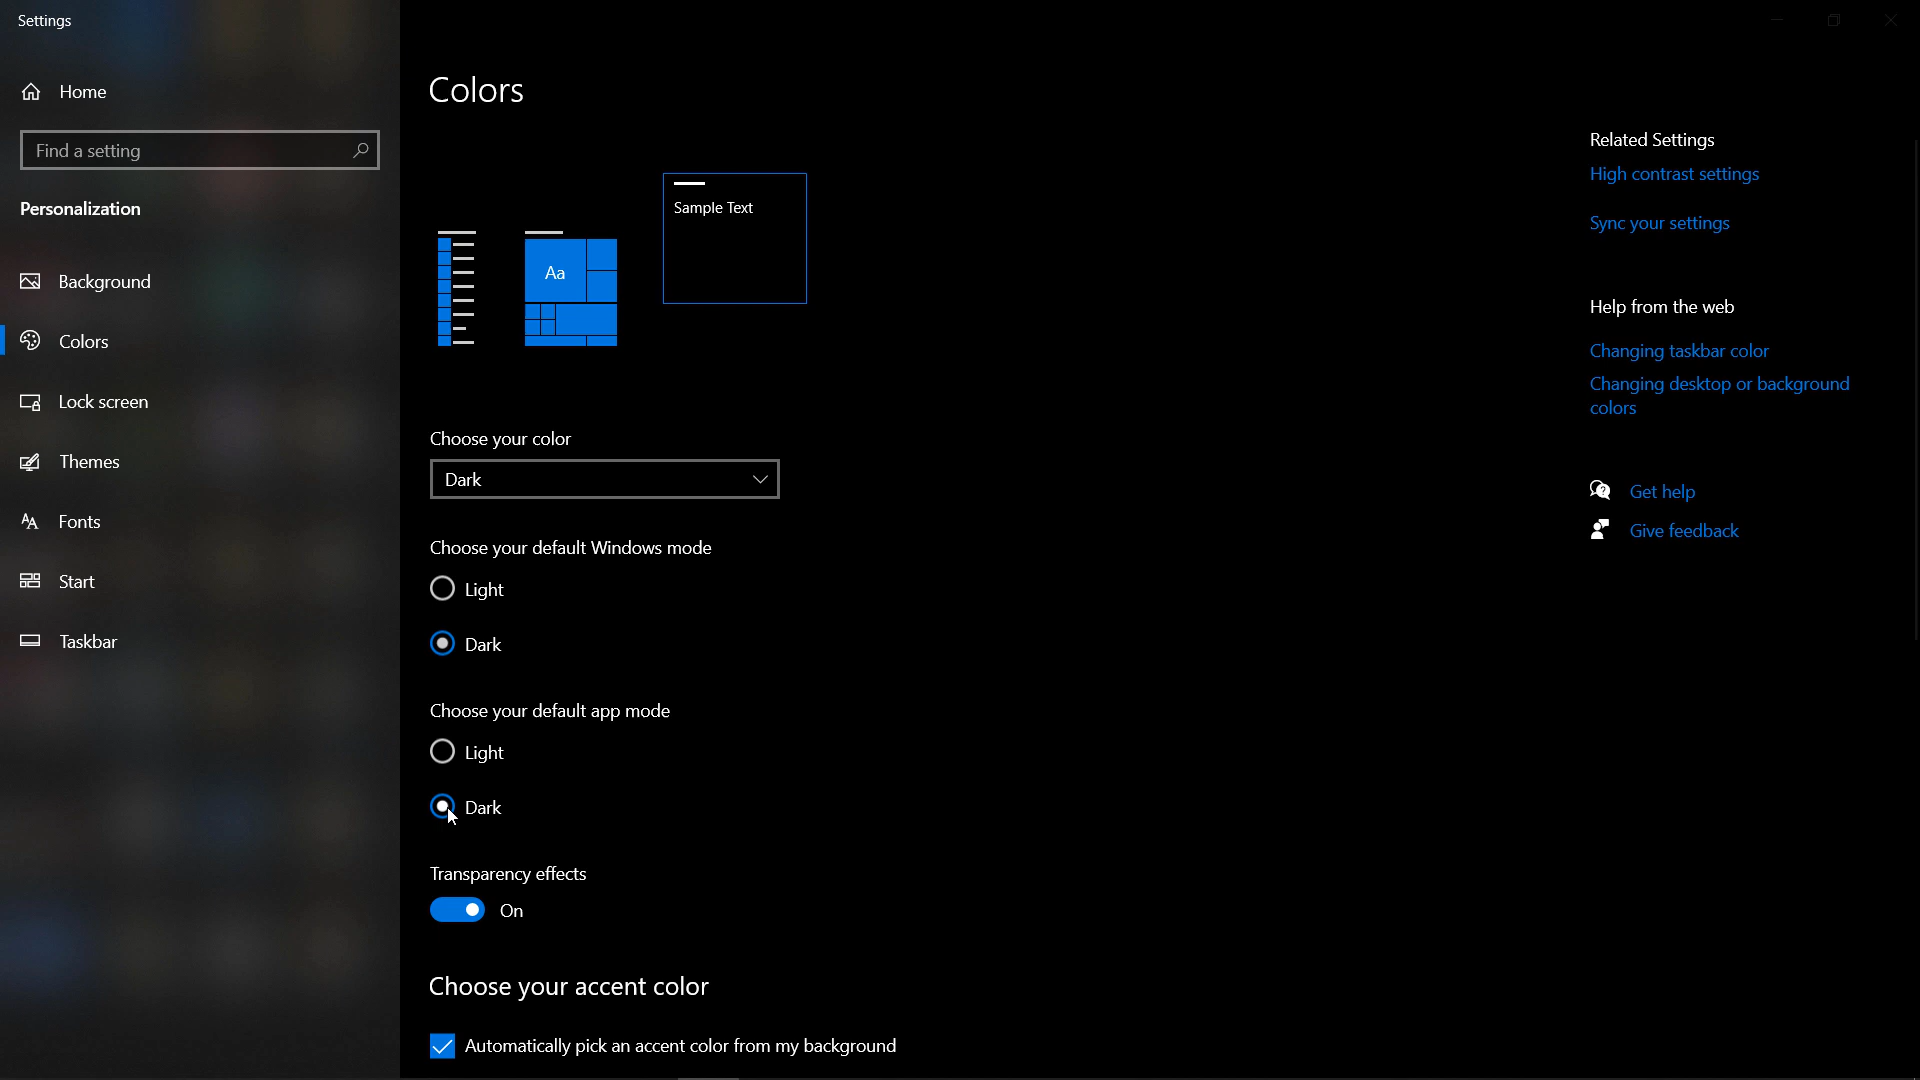 Settings
Home
Find a setting
Personalization
Background
Colors
Lock screen
Themes
Fonts
Start
Taskbar
Colors
Sample Text
Aa
Choose your color
Dark
Choose your default Windows mode
Light
Dark
Choose your default app mode
Light
Dark
Transparency effects
On
Choose your accent color
Automatically pick an accent color from my background
Related Settings
High contrast settings
Sync your settings
Help from the web
Changing taskbar color
Changing desktop or background
colors
Get help
Give feedback